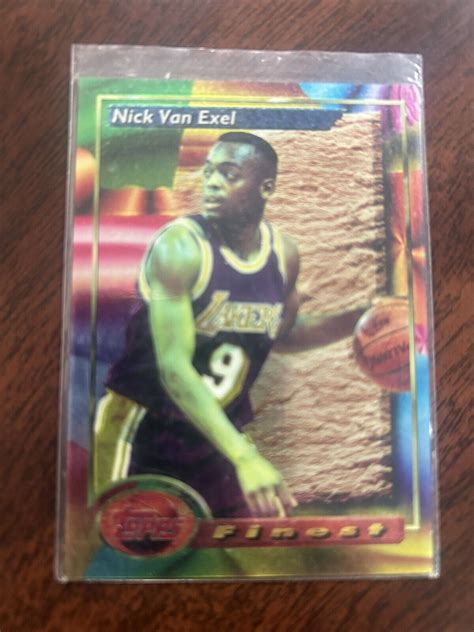 Nick Van Exel
LAKERS
9
TOPPS
Finest